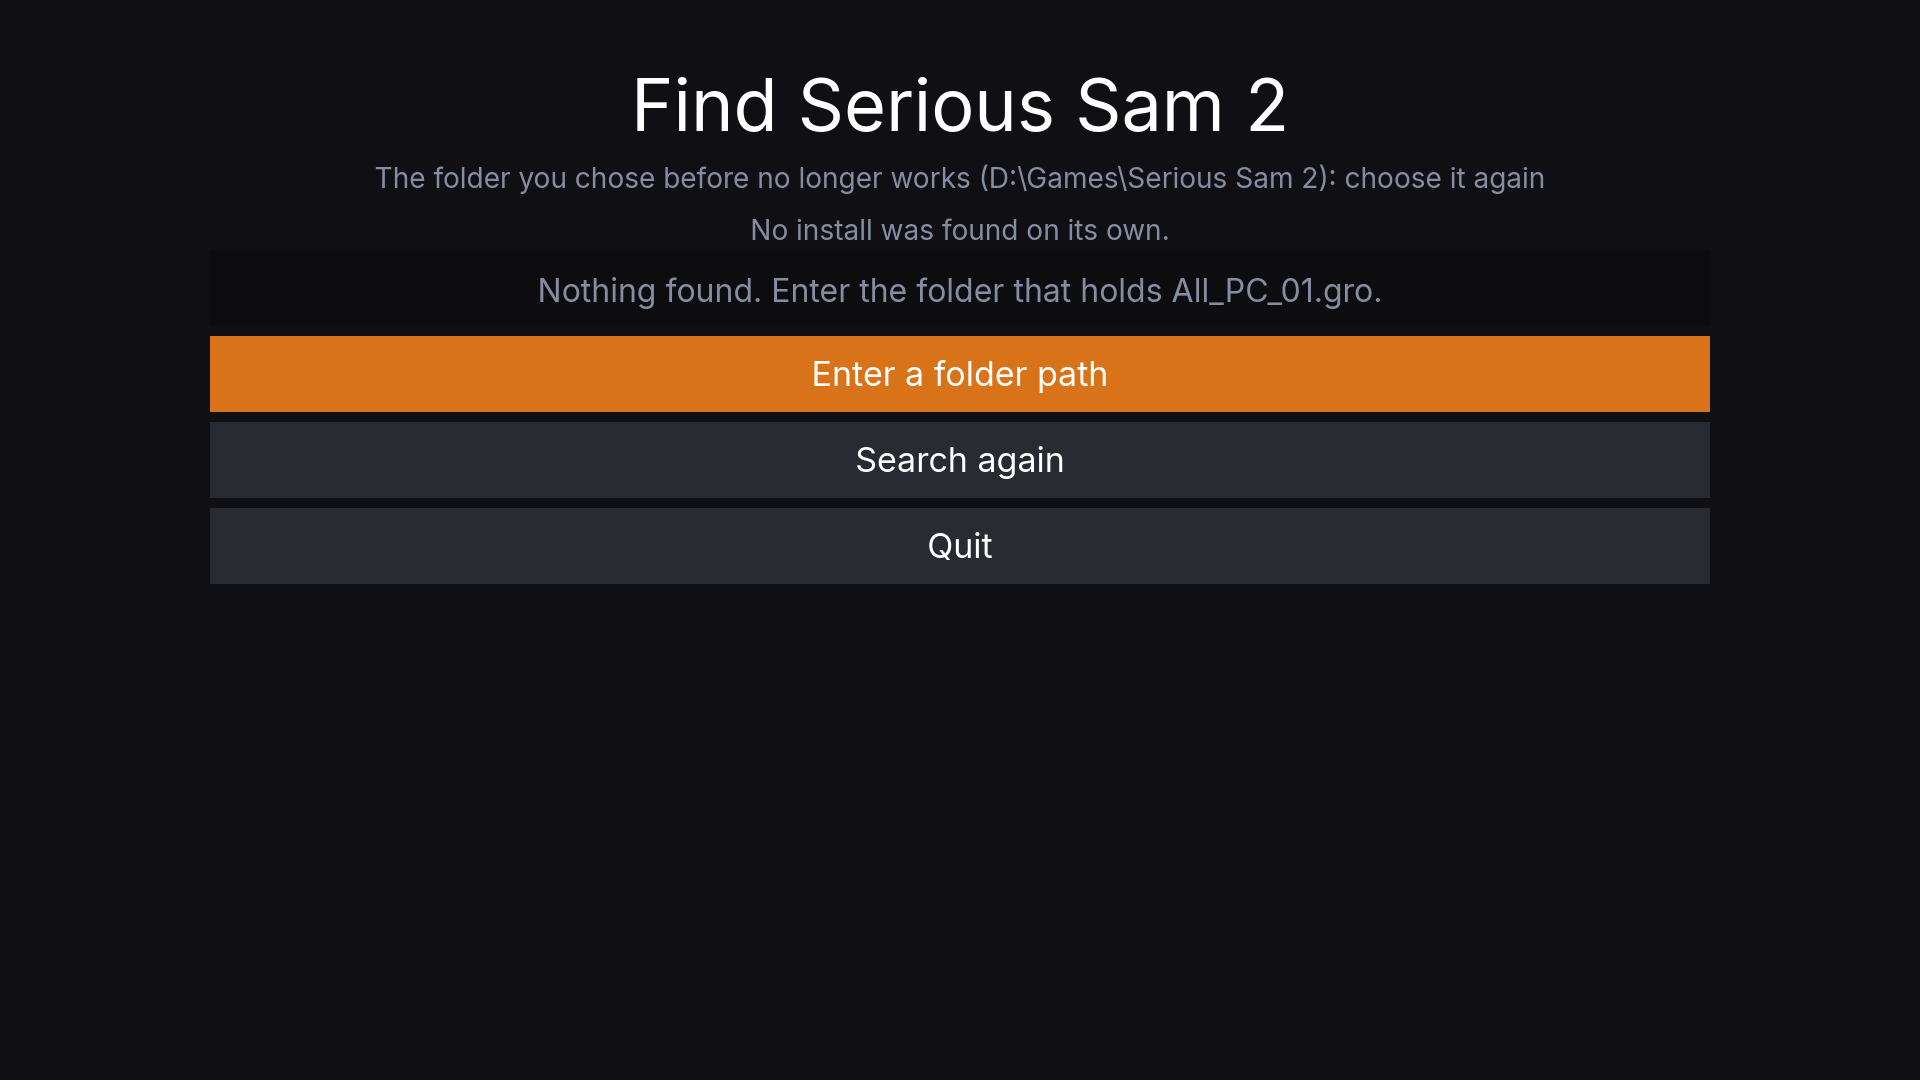 Find Serious Sam 2
The folder you chose before no longer works (D:\Games\Serious Sam 2): choose it again
No install was found on its own.
Nothing found. Enter the folder that holds All_PC_01.gro.
Enter a folder path
Search again
Quit